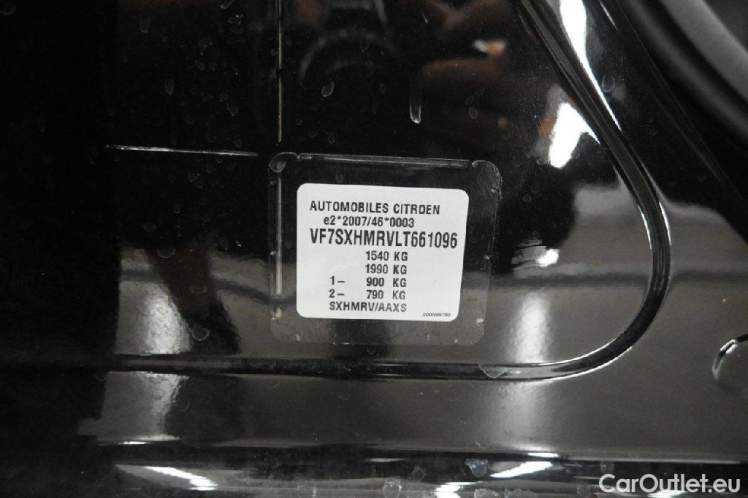 AUTOMOBILES CITROEN
e2*2007/46*0003
VF7SXHMRVLT661096
1540 KG
1990 KG
1- 900 KG
2- 790 KG
SXHMRV/AAXS
CarOutlet.eu